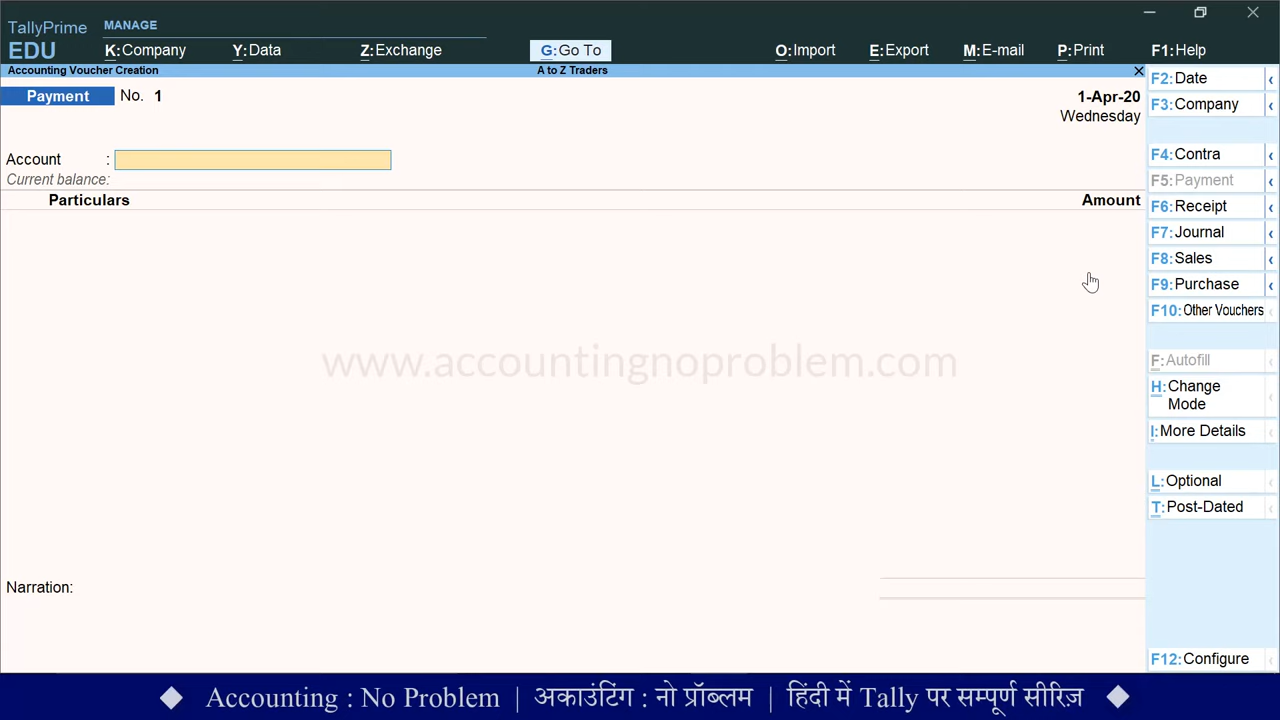 TallyPrime
EDU
MANAGE
K:Company Y:Data Z:Exchange G:Go To O:Import E:Export M:E-mail P:Print F1:Help
Accounting Voucher Creation A to Z Traders
Payment No. 1 1-Apr-20
Wednesday
Account :
Current balance:
Particulars Amount
www.accountingnoproblem.com
Narration:
F2:Date
F3:Company
F4:Contra
F5:Payment
F6:Receipt
F7:Journal
F8:Sales
F9:Purchase
F10:Other Vouchers
F:Autofill
H:Change
Mode
I:More Details
L:Optional
T:Post-Dated
F12:Configure
Accounting : No Problem | अकाउंटिंग : नो प्रॉब्लम | हिंदी में Tally पर सम्पूर्ण सीरिज़